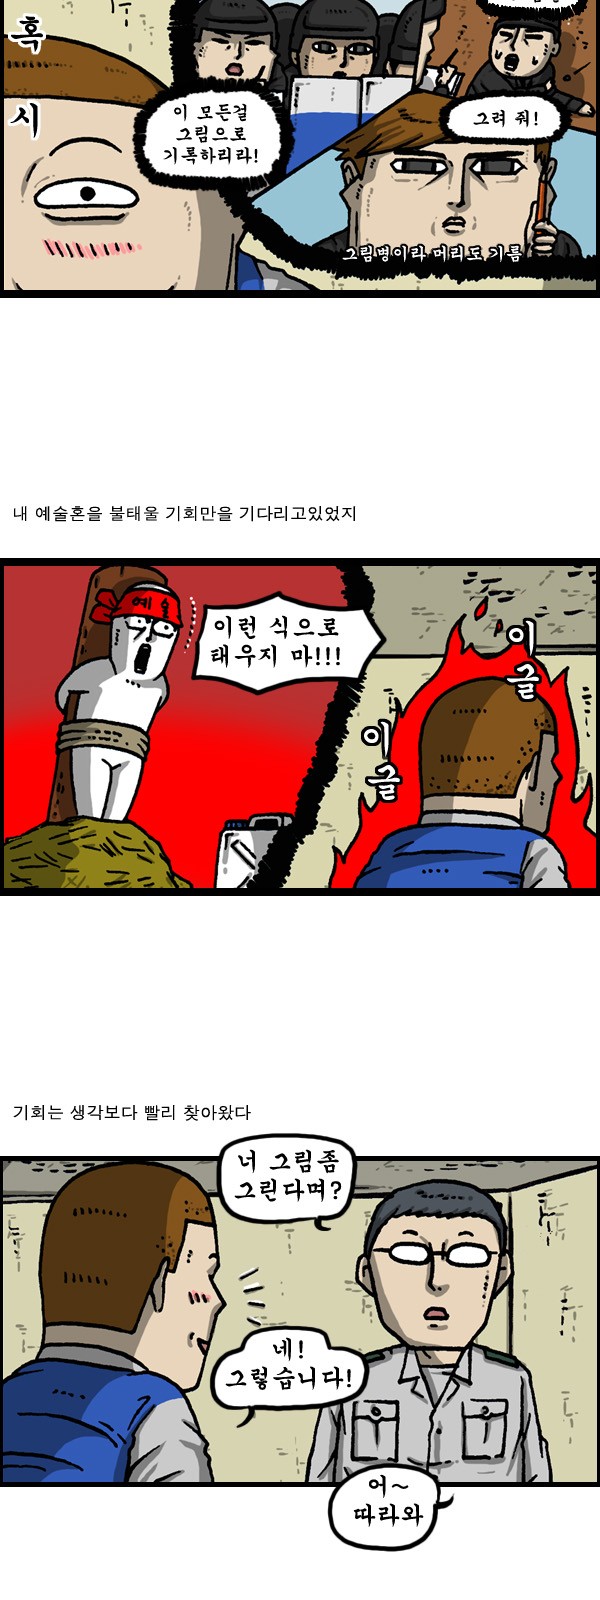 혹
시
이 모든걸
그림으로
기록하리라!
그려 줘!
그림병이라 머리도 기름
내 예술혼을 불태울 기회만을 기다리고있었지
예술
이런 식으로
태우지 마!!!
이
글
이
글
기회는 생각보다 빨리 찾아왔다
너 그림좀
그린다며?
네!
그렇습니다!
어~
따라와